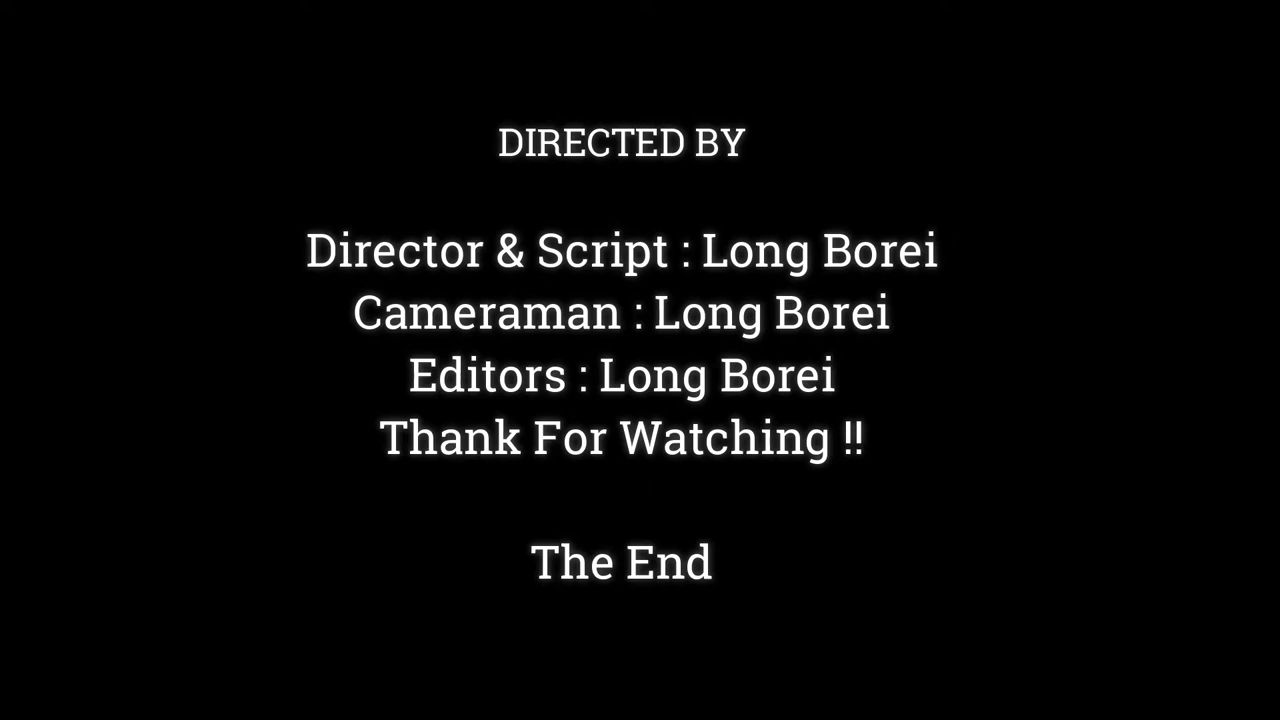 DIRECTED BY
Director & Script : Long Borei
Cameraman : Long Borei
Editors : Long Borei
Thank For Watching !!
The End